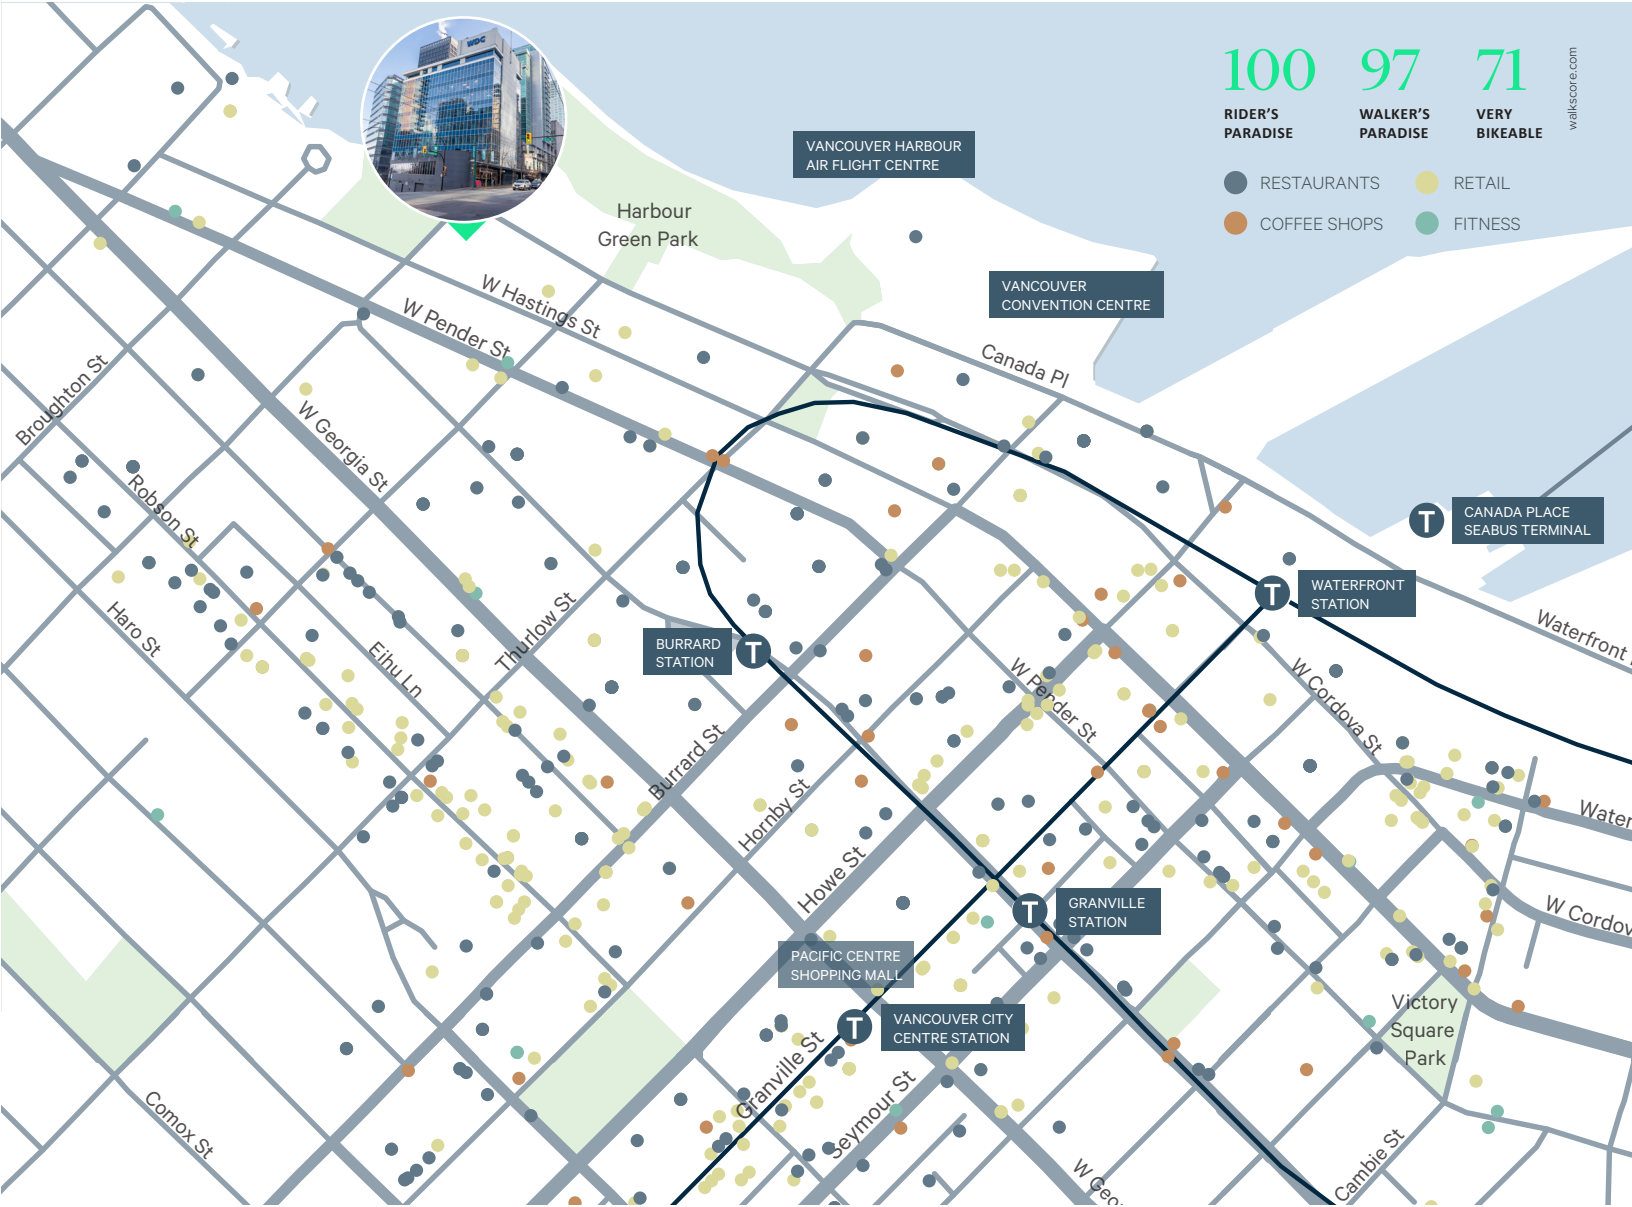 WDC
100
RIDER'S
PARADISE
97
WALKER'S
PARADISE
71
VERY
BIKEABLE
walkscore.com
RESTAURANTS
RETAIL
COFFEE SHOPS
FITNESS
VANCOUVER HARBOUR
AIR FLIGHT CENTRE
Harbour
Green Park
VANCOUVER
CONVENTION CENTRE
W Hastings St
W Pender St
Canada Pl
Broughton St
W Georgia St
Robson St
T
CANADA PLACE
SEABUS TERMINAL
T
WATERFRONT
STATION
Haro St
Thurlow St
Eihu Ln
BURRARD
STATION
T
Waterfront
W Pender St
W Cordova St
Burrard St
Hornby St
Howe St
Water
W Cordov
T
GRANVILLE
STATION
PACIFIC CENTRE
SHOPPING MALL
T
VANCOUVER CITY
CENTRE STATION
Victory
Square
Park
Granville St
Seymour St
Comox St
W Geor
Cambie St